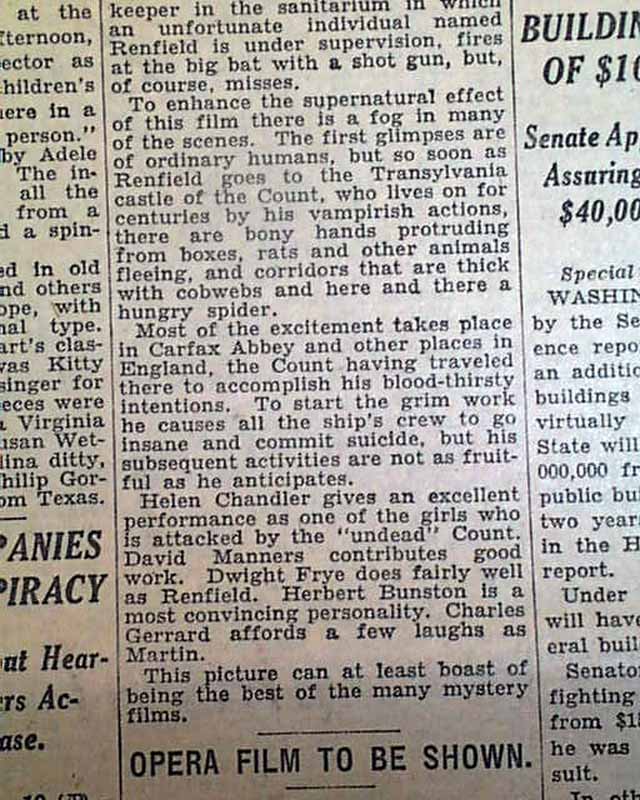 at the
fternoon,
ector as
hildren's
here in a
person."
by Adele
The in-
all the
from a
d a spin-
ed in old
nd others
ope, with
nal type.
art's clas-
was Kitty
singer for
eces were
Virginia
usan Wet-
lina ditty,
Philip Gor-
om Texas.
PANIES
PIRACY
at Hear-
rs Ac-
ase.
keeper in the sanitarium in which
an unfortunate individual named
Renfield is under supervision, fires
at the big bat with a shot gun, but,
of course, misses.
To enhance the supernatural effect
of this film there is a fog in many
of the scenes. The first glimpses are
of ordinary humans, but so soon as
Renfield goes to the Transylvania
castle of the Count, who lives on for
centuries by his vampirish actions,
there are bony hands protruding
from boxes, rats and other animals
fleeing, and corridors that are thick
with cobwebs and here and there a
hungry spider.
Most of the excitement takes place
in Carfax Abbey and other places in
England, the Count having traveled
there to accomplish his blood-thirsty
intentions. To start the grim work
he causes all the ship's crew to go
insane and commit suicide, but his
subsequent activities are not as fruit-
ful as he anticipates.
Helen Chandler gives an excellent
performance as one of the girls who
is attacked by the "undead" Count.
David Manners contributes good
work. Dwight Frye does fairly well
as Renfield. Herbert Bunston is a
most convincing personality. Charles
Gerrard affords a few laughs as
Martin.
This picture can at least boast of
being the best of the many mystery
films.
OPERA FILM TO BE SHOWN.
BUILDIN
OF $10
Senate Ap
Assuring
$40,00
Special
WASHIN
by the Se
ence repo
an additio
buildings
virtually
State will
000,000 fr
public bu
two year
in the H
report.
Under
will have
eral buil
Senato
fighting
from $15
he was
sult.
In oth